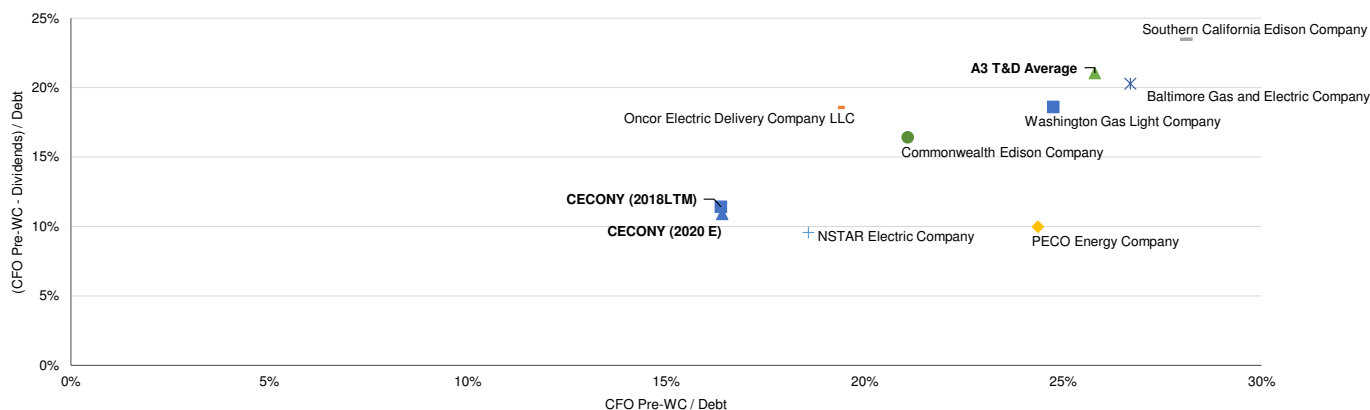 25%
20%
15%
10%
5%
0%
(CFO Pre-WC - Dividends) / Debt
Southern California Edison Company
A3 T&D Average
Baltimore Gas and Electric Company
Oncor Electric Delivery Company LLC
Washington Gas Light Company
Commonwealth Edison Company
CECONY (2018LTM)
CECONY (2020 E)
NSTAR Electric Company
PECO Energy Company
0%
5%
10%
15%
20%
25%
30%
CFO Pre-WC / Debt